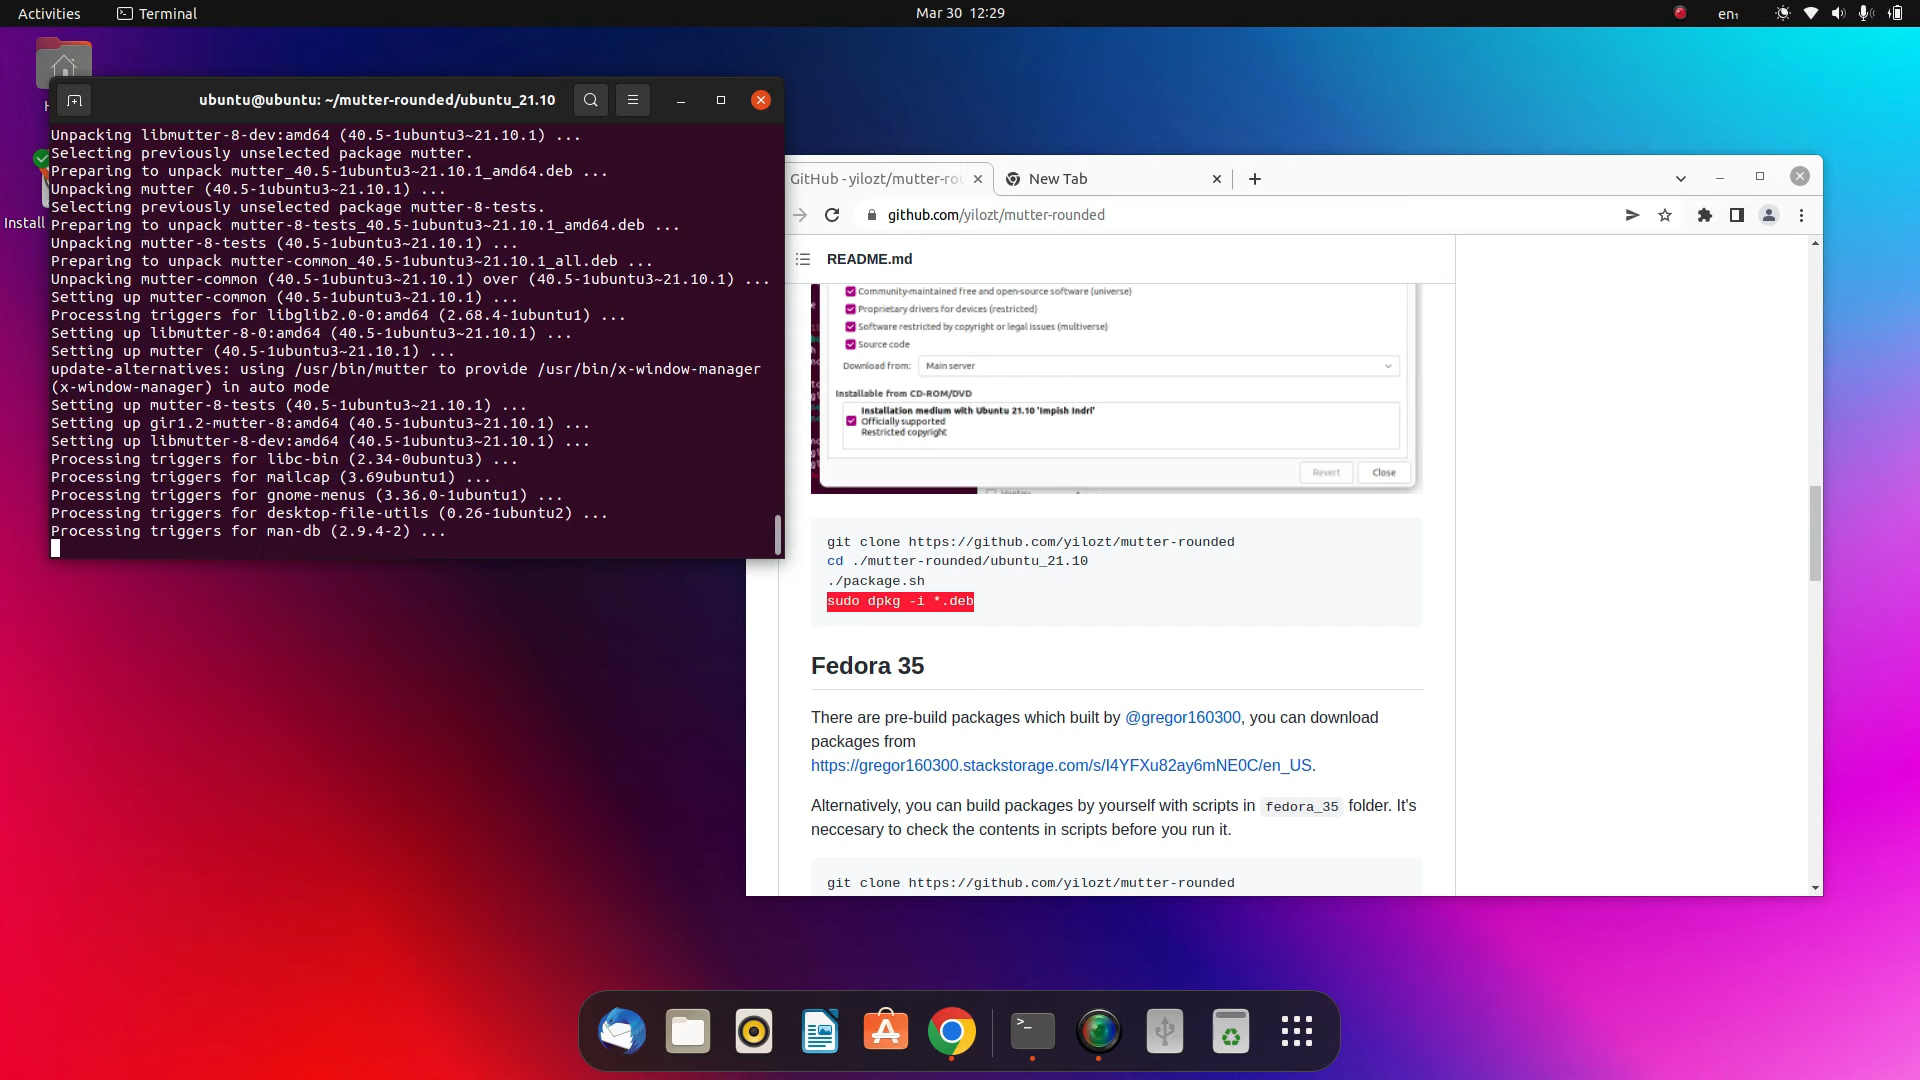 Activities
Terminal
Mar 30 12:29
en₁
Install
ubuntu@ubuntu: ~/mutter-rounded/ubuntu_21.10
Unpacking libmutter-8-dev:amd64 (40.5-1ubuntu3~21.10.1) ...
Selecting previously unselected package mutter.
Preparing to unpack mutter_40.5-1ubuntu3~21.10.1_amd64.deb ...
Unpacking mutter (40.5-1ubuntu3~21.10.1) ...
Selecting previously unselected package mutter-8-tests.
Preparing to unpack mutter-8-tests_40.5-1ubuntu3~21.10.1_amd64.deb ...
Unpacking mutter-8-tests (40.5-1ubuntu3~21.10.1) ...
Preparing to unpack mutter-common_40.5-1ubuntu3~21.10.1_all.deb ...
Unpacking mutter-common (40.5-1ubuntu3~21.10.1) over (40.5-1ubuntu3~21.10.1) ...
Setting up mutter-common (40.5-1ubuntu3~21.10.1) ...
Processing triggers for libglib2.0-0:amd64 (2.68.4-1ubuntu1) ...
Setting up libmutter-8-0:amd64 (40.5-1ubuntu3~21.10.1) ...
Setting up mutter (40.5-1ubuntu3~21.10.1) ...
update-alternatives: using /usr/bin/mutter to provide /usr/bin/x-window-manager
(x-window-manager) in auto mode
Setting up mutter-8-tests (40.5-1ubuntu3~21.10.1) ...
Setting up gir1.2-mutter-8:amd64 (40.5-1ubuntu3~21.10.1) ...
Setting up libmutter-8-dev:amd64 (40.5-1ubuntu3~21.10.1) ...
Processing triggers for libc-bin (2.34-0ubuntu3) ...
Processing triggers for mailcap (3.69ubuntu1) ...
Processing triggers for gnome-menus (3.36.0-1ubuntu1) ...
Processing triggers for desktop-file-utils (0.26-1ubuntu2) ...
Processing triggers for man-db (2.9.4-2) ...
GitHub - yilozt/mutter-ro
New Tab
github.com/yilozt/mutter-rounded
README.md
Community-maintained free and open-source software (universe)
Proprietary drivers for devices (restricted)
Software restricted by copyright or legal issues (multiverse)
Source code
Download from: Main server
Installable from CD-ROM/DVD
Installation medium with Ubuntu 21.10 'Impish Indri'
Officially supported
Restricted copyright
Revert
Close
git clone https://github.com/yilozt/mutter-rounded
cd ./mutter-rounded/ubuntu_21.10
./package.sh
sudo dpkg -i *.deb
Fedora 35
There are pre-build packages which built by @gregor160300, you can download
packages from
https://gregor160300.stackstorage.com/s/I4YFXu82ay6mNE0C/en_US.
Alternatively, you can build packages by yourself with scripts in fedora_35 folder. It's
neccesary to check the contents in scripts before you run it.
git clone https://github.com/yilozt/mutter-rounded